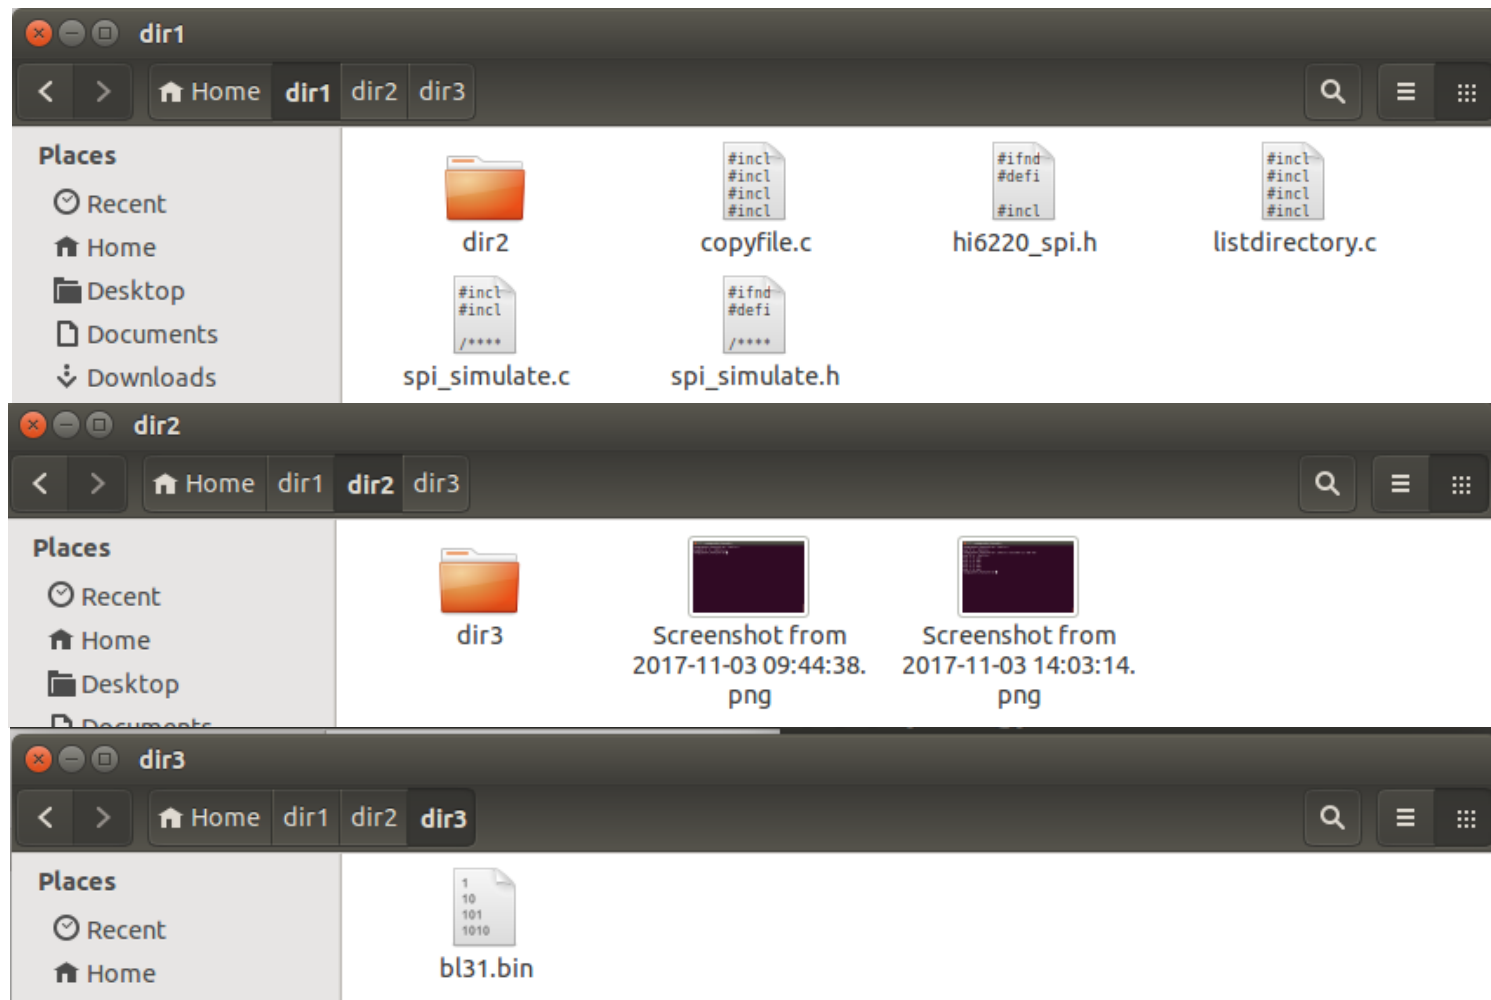 dir1
Home dir1 dir2 dir3
Places
Recent
Home
Desktop
Documents
Downloads
#incl
#incl
#incl
#incl
#ifnd
#defi
#incl
#incl
#incl
#incl
#incl
dir2
copyfile.c
hi6220_spi.h
listdirectory.c
#incl
#incl
/****
#ifnd
#defi
/****
spi_simulate.c
spi_simulate.h
dir2
Home dir1 dir2 dir3
Places
Recent
Home
Desktop
Documents
dir3
Screenshot from
2017-11-03 09:44:38.
png
Screenshot from
2017-11-03 14:03:14.
png
dir3
Home dir1 dir2 dir3
Places
Recent
Home
1
10
101
1010
bl31.bin